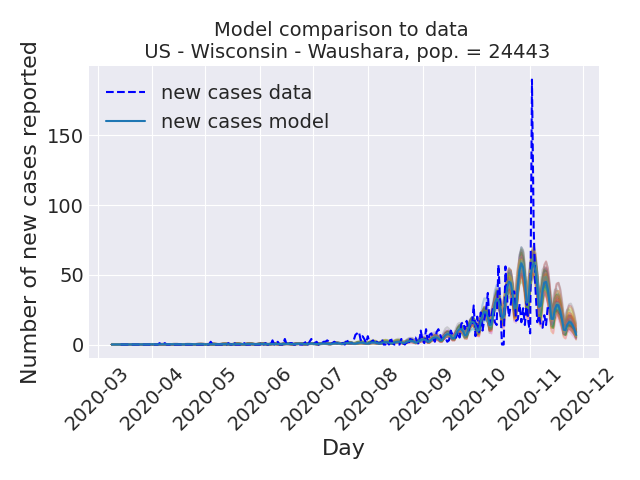 Model comparison to data
US - Wisconsin - Waushara, pop. = 24443
Number of new cases reported
new cases data
new cases model
150
100
50
0
2020-03
2020-04
2020-05
2020-06
2020-07
2020-08
2020-09
2020-10
2020-11
2020-12
Day